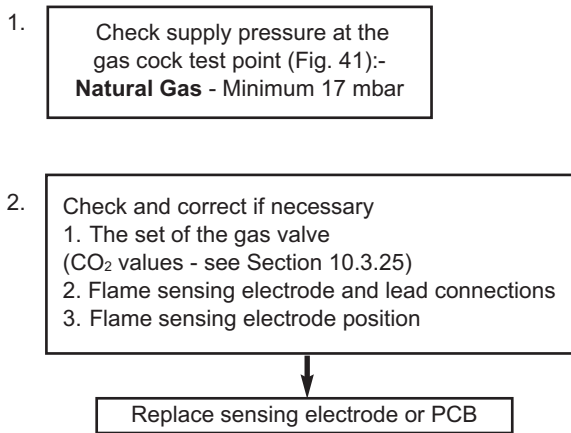 1.
Check supply pressure at the
gas cock test point (Fig. 41):-
Natural Gas - Minimum 17 mbar
2.
Check and correct if necessary
1. The set of the gas valve
(CO₂ values - see Section 10.3.25)
2. Flame sensing electrode and lead connections
3. Flame sensing electrode position
Replace sensing electrode or PCB